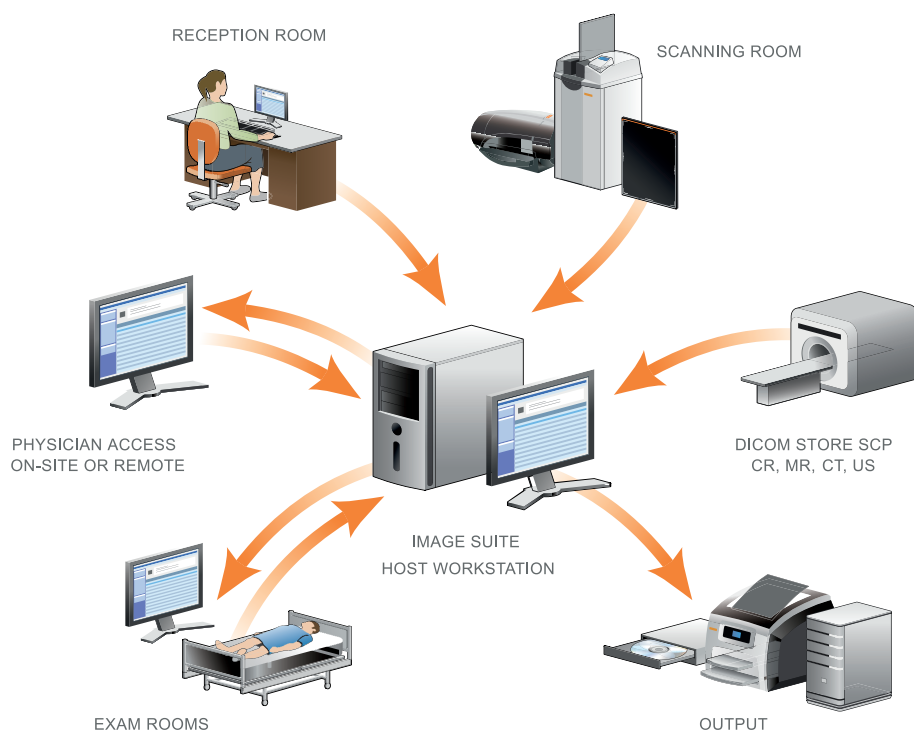 RECEPTION ROOM
SCANNING ROOM
PHYSICIAN ACCESS
ON-SITE OR REMOTE
DICOM STORE SCP
CR, MR, CT, US
IMAGE SUITE
HOST WORKSTATION
EXAM ROOMS
OUTPUT